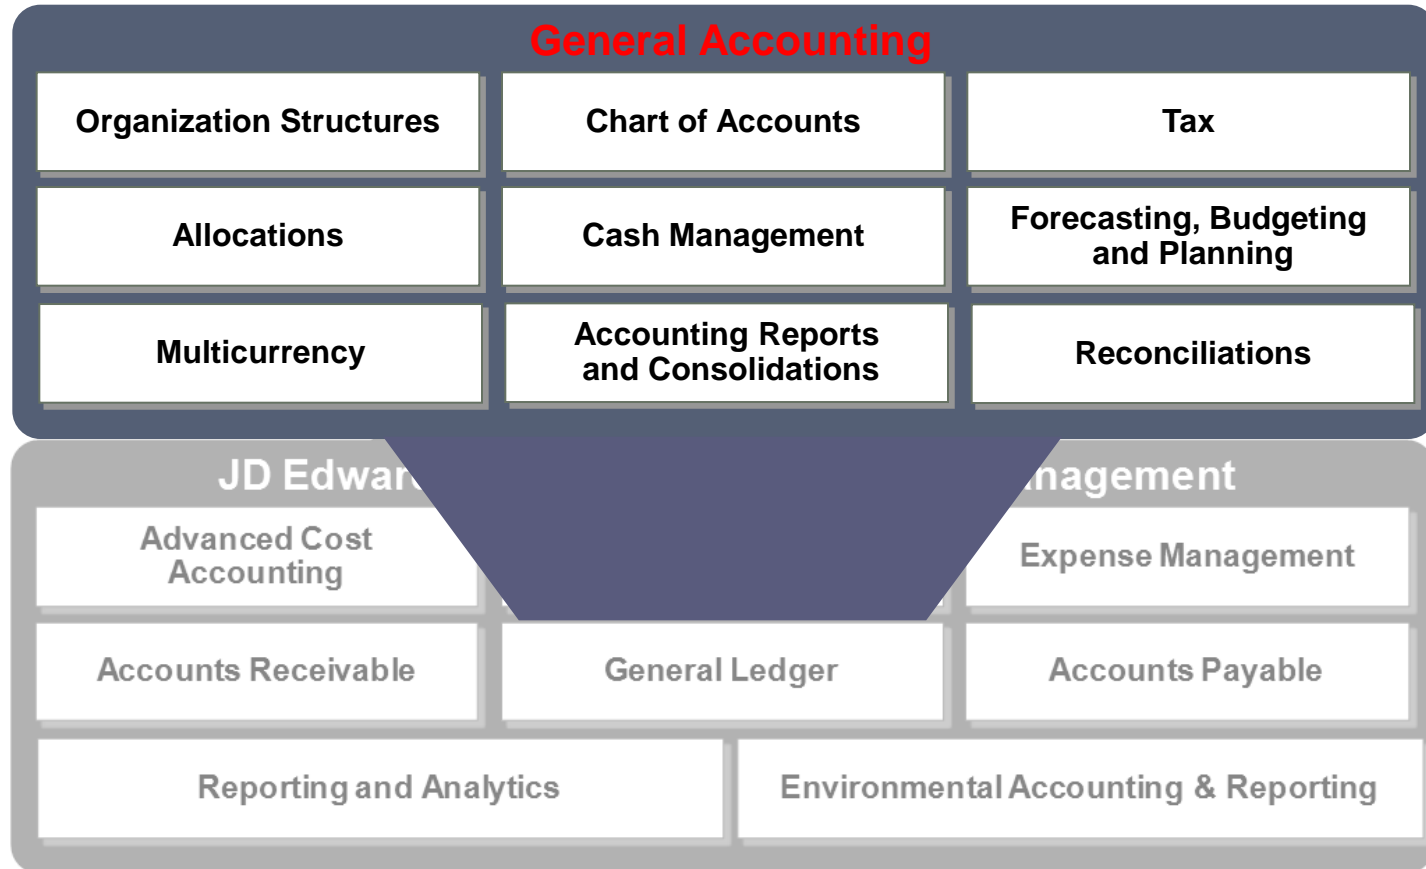 General Accounting
Organization Structures
Chart of Accounts
Tax
Allocations
Cash Management
Forecasting, Budgeting
and Planning
Multicurrency
Accounting Reports
and Consolidations
Reconciliations
JD
Advanced Cost
Accounting
Expense Management
Accounts Receivable
General Ledger
Accounts Payable
Reporting and Analytics
Environmental Accounting & Reporting